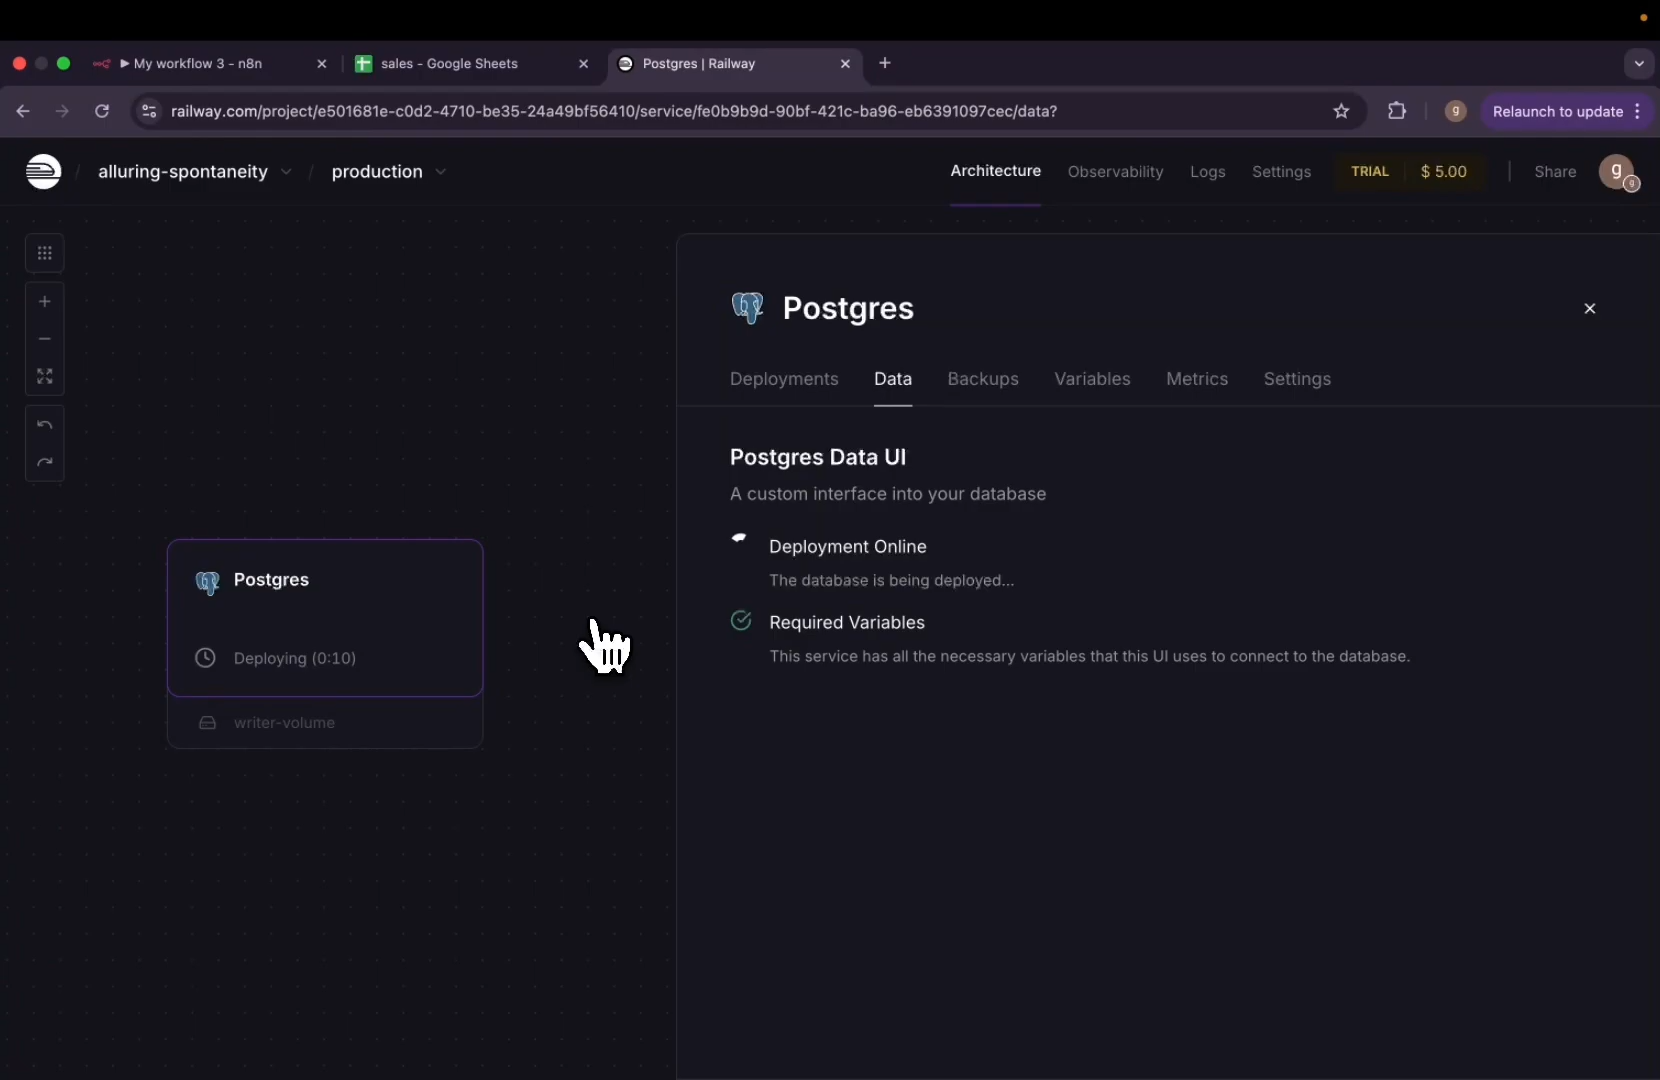 My workflow 3 - n8n
sales - Google Sheets
Postgres | Railway
railway.com/project/e501681e-c0d2-4710-be35-24a49bf56410/service/fe0b9b9d-90bf-421c-ba96-eb6391097cec/data?
g
Relaunch to update
alluring-spontaneity / production
Architecture
Observability
Logs
Settings
TRIAL
$ 5.00
Share
g
g
Postgres
Deployments
Data
Backups
Variables
Metrics
Settings
Postgres Data UI
A custom interface into your database
Deployment Online
The database is being deployed...
Required Variables
This service has all the necessary variables that this UI uses to connect to the database.
Postgres
Deploying (0:10)
writer-volume